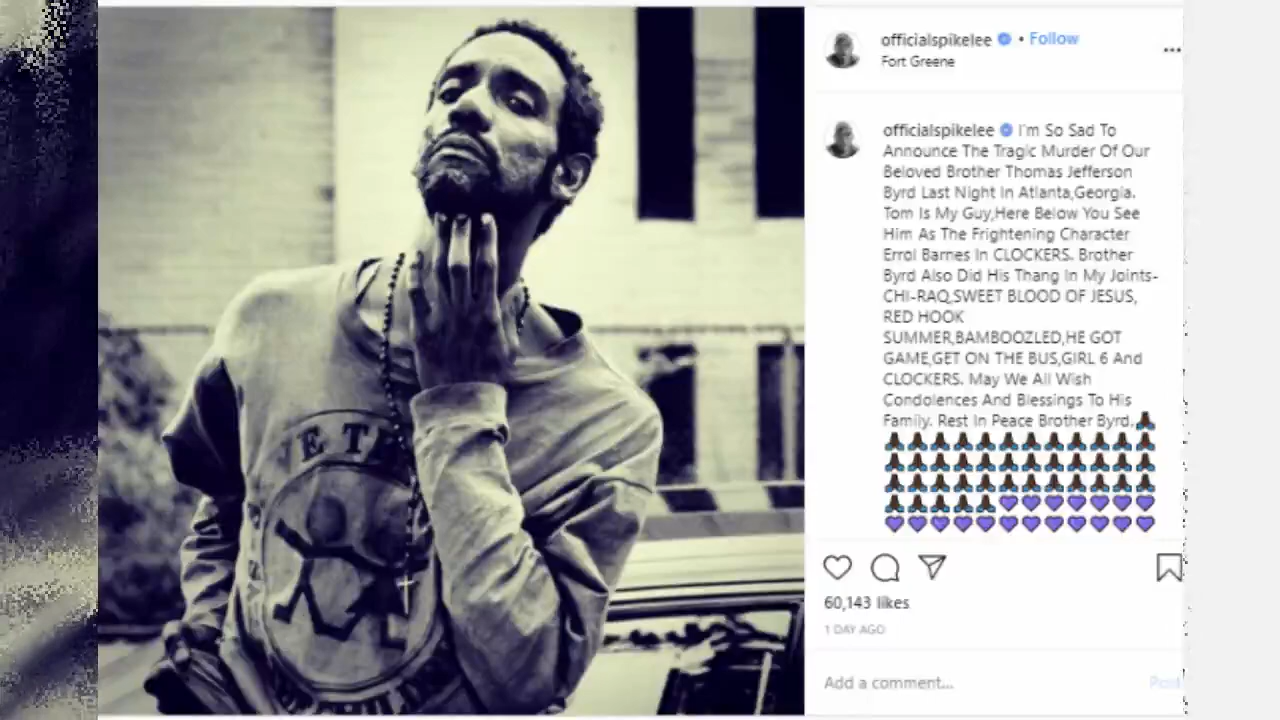 officialspikelee • Follow
Fort Greene
officialspikelee I'm So Sad To
Announce The Tragic Murder Of Our
Beloved Brother Thomas Jefferson
Byrd Last Night In Atlanta,Georgia.
Tom Is My Guy,Here Below You See
Him As The Frightening Character
Errol Barnes In CLOCKERS. Brother
Byrd Also Did His Thang In My Joints-
CHI-RAQ,SWEET BLOOD OF JESUS,
RED HOOK
SUMMER,BAMBOOZLED,HE GOT
GAME,GET ON THE BUS,GIRL 6 And
CLOCKERS. May We All Wish
Condolences And Blessings To His
Family. Rest In Peace Brother Byrd.
60,143 likes
1 DAY AGO
Add a comment...
Post